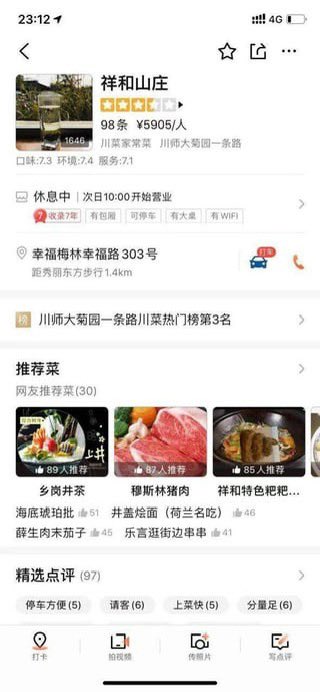 23:12 4G
祥和山庄
98条 ¥5905/人
川菜家常菜 川师大菊园一条路
1646
口味:7.3 环境:7.4 服务:7.1
休息中 次日10:00开始营业
收录7年 有包厢 可停车 有大桌 有WIFI
幸福梅林幸福路303号
打车
距秀丽东方步行1.4km
榜 川师大菊园一条路川菜热门榜第3名
推荐菜
网友推荐菜(30)
89人推荐 87人推荐 85人推荐
乡岗井茶 穆斯林猪肉 祥和特色粑粑...
海底琥珀批 51 井盖烩面（荷兰名吃） 46
薛生肉末茄子 45 乐言逛街边串串 41
精选点评 (97)
停车方便(5) 请客(6) 上菜快(5) 分量足(6)
打卡 拍视频 传照片 写点评